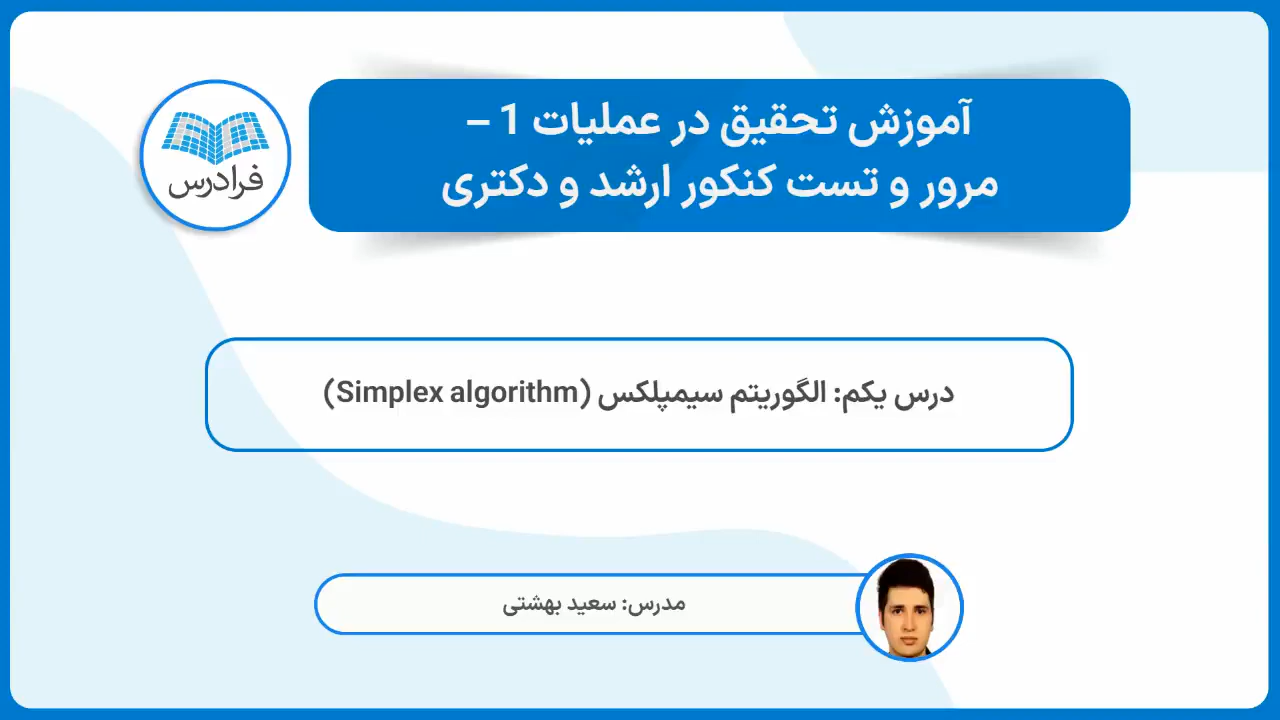 آموزش تحقیق در عملیات 1 –
مرور و تست کنکور ارشد و دکتری
فرادرس
درس یکم: الگوریتم سیمپلکس (Simplex algorithm)
مدرس: سعید بهشتی